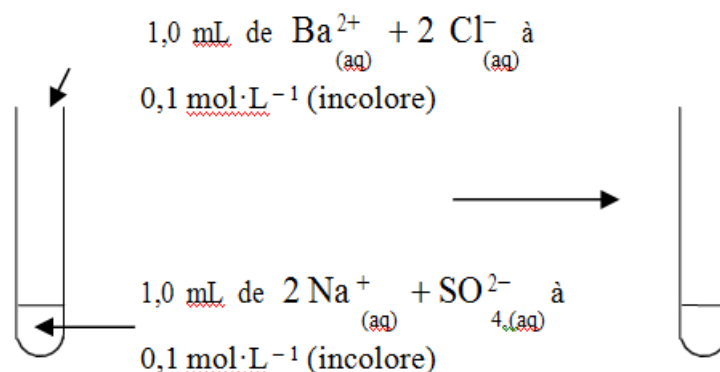 1,0 mL de Ba²⁺(aq) + 2 Cl⁻(aq) à
0,1 mol·L⁻¹ (incolore)
1,0 mL de 2 Na⁺(aq) + SO₄²⁻,(aq) à
0,1 mol·L⁻¹ (incolore)